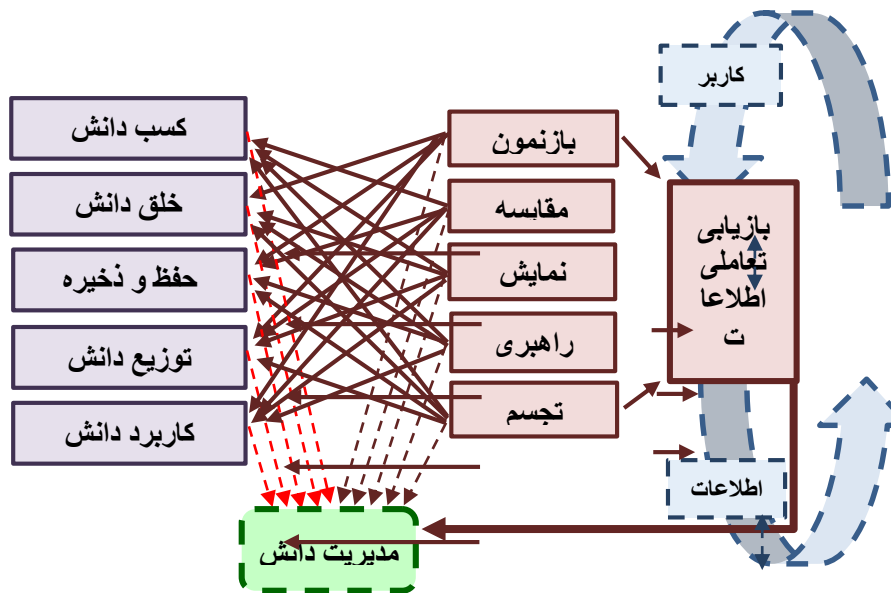 کاربر
کسب دانش
بازنمون
خلق دانش
مقابسه
بازیابی
تعاملی
اطلاعا
ت
حفظ و ذخیره
نمایش
توزیع دانش
راهبری
کاربرد دانش
تجسم
اطلاعات
مدیریت دانش